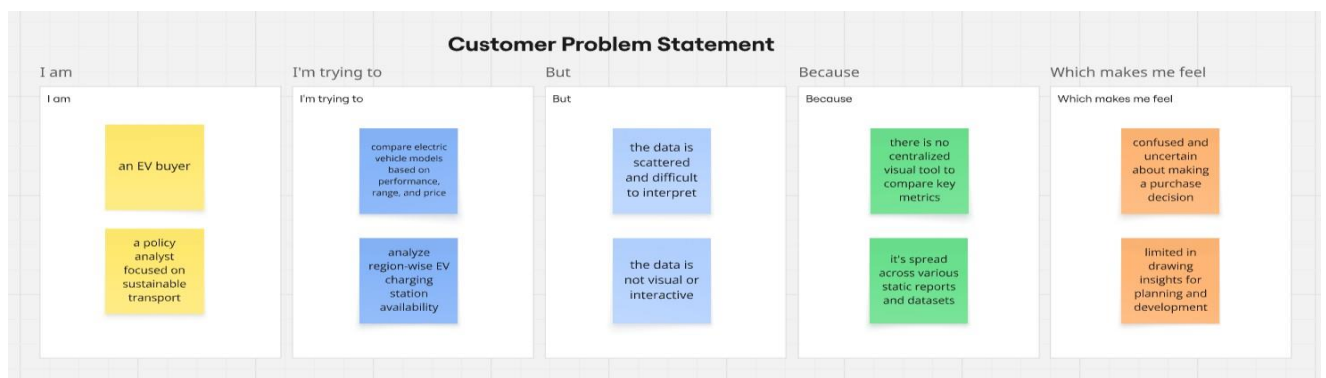 Customer Problem Statement
I am
I'm trying to
But
Because
Which makes me feel
I am
I'm trying to
But
Because
Which makes me feel
an EV buyer
compare electric
vehicle models
based on
performance,
range, and price
the data is
scattered
and difficult
to interpret
there is no
centralized
visual tool to
compare key
metrics
confused and
uncertain
about making
a purchase
decision
a policy
analyst
focused on
sustainable
transport
analyze
region-wise EV
charging
station
availability
the data is
not visual or
interactive
it's spread
across various
static reports
and datasets
limited in
drawing
insights for
planning and
development